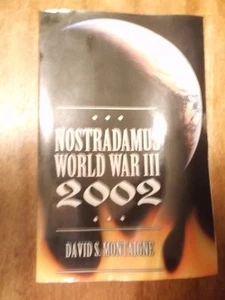 NOSTRADAMUS
WORLD WAR III
2002
DAVID S. MONTAIGNE